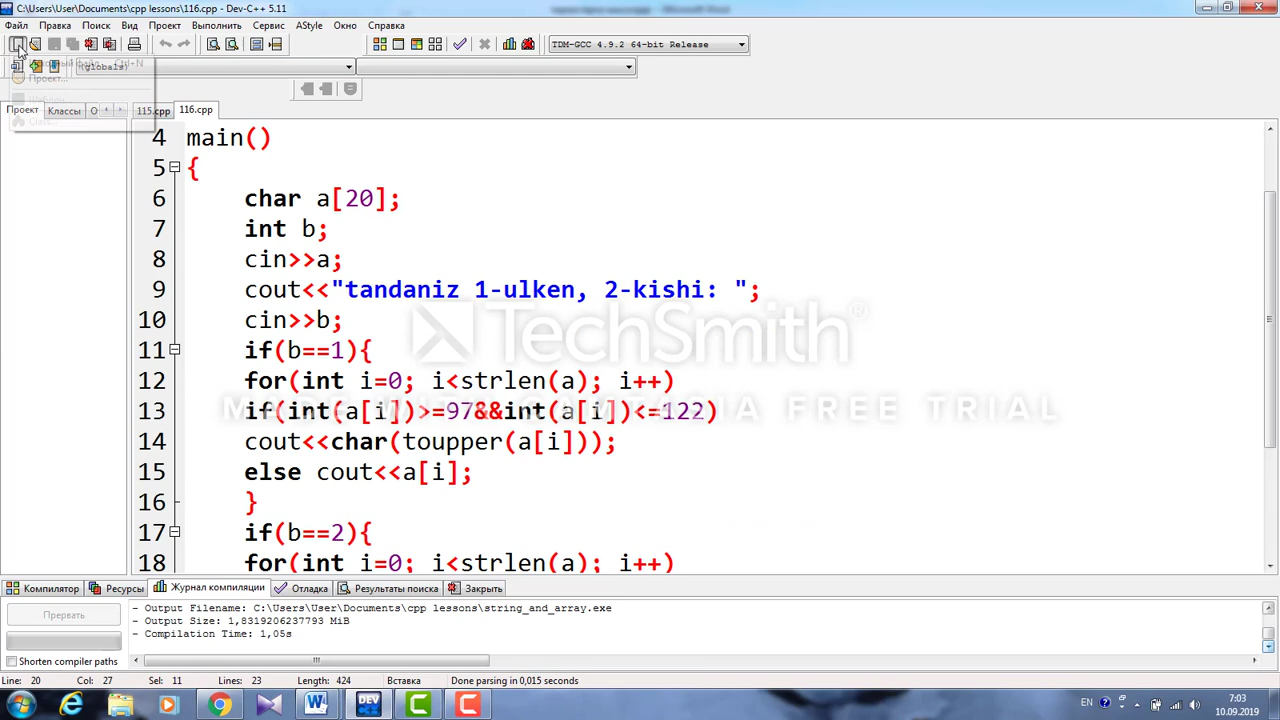 C:\Users\User\Documents\cpp lessons\116.cpp - Dev-C++ 5.11
Файл Правка Поиск Вид Проект Выполнить Сервис AStyle Окно Справка
TDM-GCC 4.9.2 64-bit Release
(globals)
Ctrl+N
Проект...
Проект Классы О 115.cpp 116.cpp
4 main()
5 {
6 char a[20];
7 int b;
8 cin>>a;
9 cout<<"tandaniz 1-ulken, 2-kishi: ";
10 cin>>b;
11 if(b==1){
12 for(int i=0; i<strlen(a); i++)
13 if(int(a[i])>=97&&int(a[i])<=122)
14 cout<<char(toupper(a[i]));
15 else cout<<a[i];
16 }
17 if(b==2){
18 for(int i=0; i<strlen(a); i++)
TechSmith®
MADE WITH CAMTASIA FREE TRIAL
Компилятор Ресурсы Журнал компиляции Отладка Результаты поиска Закрыть
Прервать
Shorten compiler paths
- Output Filename: C:\Users\User\Documents\cpp lessons\string_and_array.exe
- Output Size: 1,8319206237793 MiB
- Compilation Time: 1,05s
Line: 20 Col: 27 Sel: 11 Lines: 23 Length: 424 Вставка Done parsing in 0,015 seconds
EN 7:03
10.09.2019